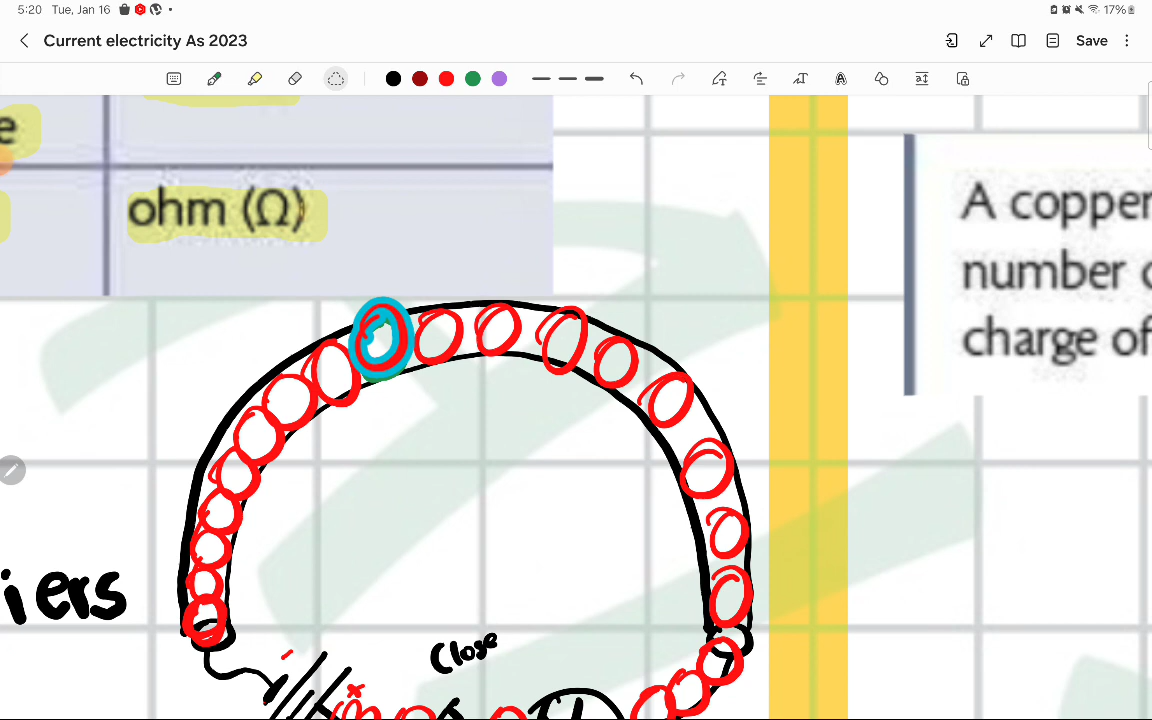 5:20 Tue, Jan 16
17%
Current electricity As 2023
Save
e
ohm (Ω)
A copper
number
charge of
iers
Close